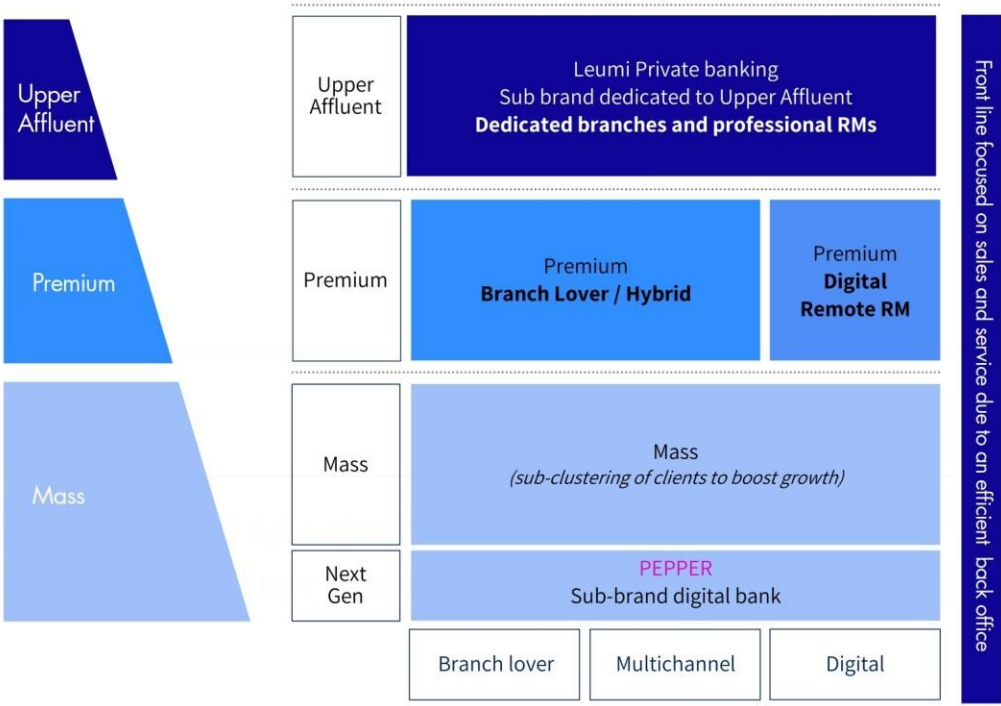 Upper
Affluent
Upper
Affluent
Leumi Private banking
Sub brand dedicated to Upper Affluent
Dedicated branches and professional RMs
Premium
Premium
Premium
Branch Lover / Hybrid
Premium
Digital
Remote RM
Mass
Mass
Mass
(sub-clustering of clients to boost growth)
Next
Gen
PEPPER
Sub-brand digital bank
Branch lover
Multichannel
Digital
Front line focused on sales and service due to an efficient back office